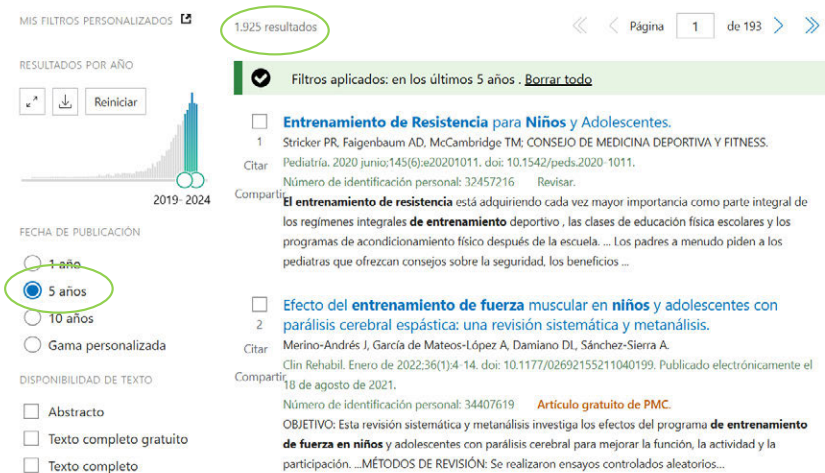 MIS FILTROS PERSONALIZADOS
RESULTADOS POR AÑO
Reiniciar
2019- 2024
FECHA DE PUBLICACIÓN
1 año
5 años
10 años
Gama personalizada
DISPONIBILIDAD DE TEXTO
Abstracto
Texto completo gratuito
Texto completo
1.925 resultados
Página 1 de 193
Filtros aplicados: en los últimos 5 años . Borrar todo
Entrenamiento de Resistencia para Niños y Adolescentes.
1
Stricker PR, Faigenbaum AD, McCambridge TM; CONSEJO DE MEDICINA DEPORTIVA Y FITNESS.
Citar
Pediatría. 2020 junio;145(6):e20201011. doi: 10.1542/peds.2020-1011.
Número de identificación personal: 32457216 Revisar.
Compartir
El entrenamiento de resistencia está adquiriendo cada vez mayor importancia como parte integral de
los regímenes integrales de entrenamiento deportivo , las clases de educación física escolares y los
programas de acondicionamiento físico después de la escuela. ... Los padres a menudo piden a los
pediatras que ofrezcan consejos sobre la seguridad, los beneficios ...
Efecto del entrenamiento de fuerza muscular en niños y adolescentes con
2
parálisis cerebral espástica: una revisión sistemática y metanálisis.
Citar
Merino-Andrés J, García de Mateos-López A, Damiano DL, Sánchez-Sierra A.
Clin Rehabil. Enero de 2022;36(1):4-14. doi: 10.1177/02692155211040199. Publicado electrónicamente el
Compartir
18 de agosto de 2021.
Número de identificación personal: 34407619 Artículo gratuito de PMC.
OBJETIVO: Esta revisión sistemática y metanálisis investiga los efectos del programa de entrenamiento
de fuerza en niños y adolescentes con parálisis cerebral para mejorar la función, la actividad y la
participación. ...MÉTODOS DE REVISIÓN: Se realizaron ensayos controlados aleatorios...